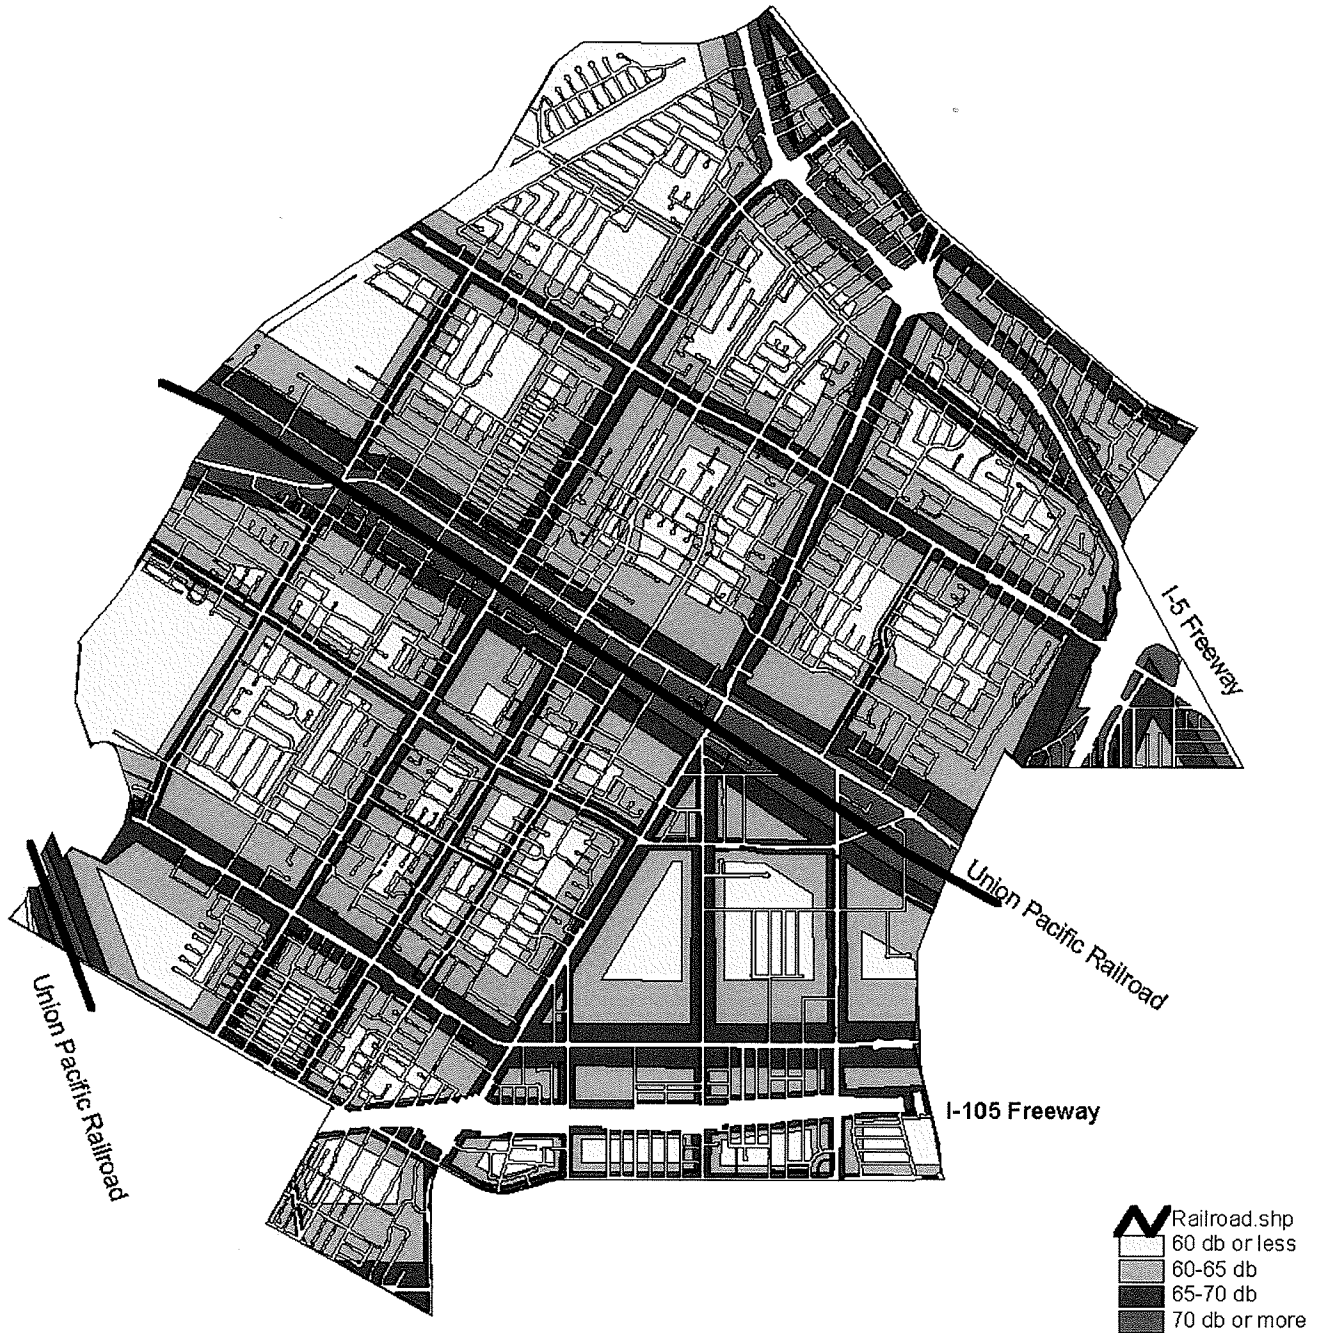 I-5 Freeway
Union Pacific Railroad
Union Pacific Railroad
I-105 Freeway
Railroad.shp
60 db or less
60-65 db
65-70 db
70 db or more